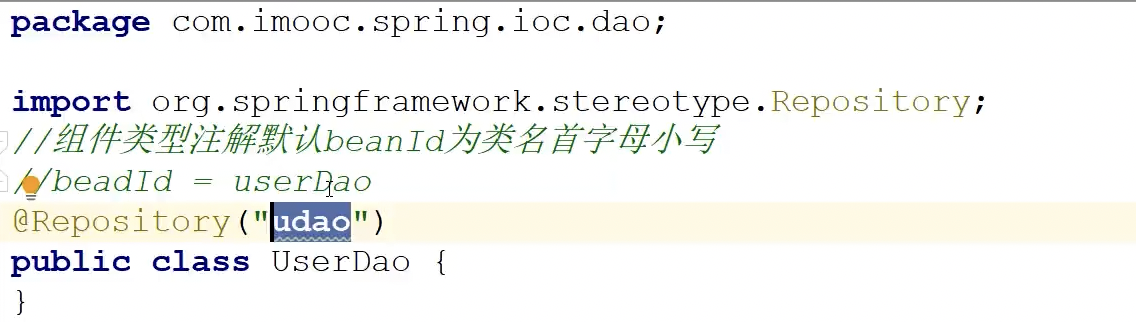 package com.imooc.spring.ioc.dao;
import org.springframework.stereotype.Repository;
//组件类型注解默认beanId为类名首字母小写
//beadId = userDao
@Repository("udao")
public class UserDao {
}